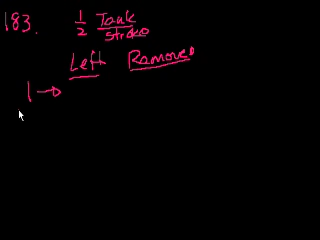 183. 1/2 Tank
Stroke
Left Removed
1 →